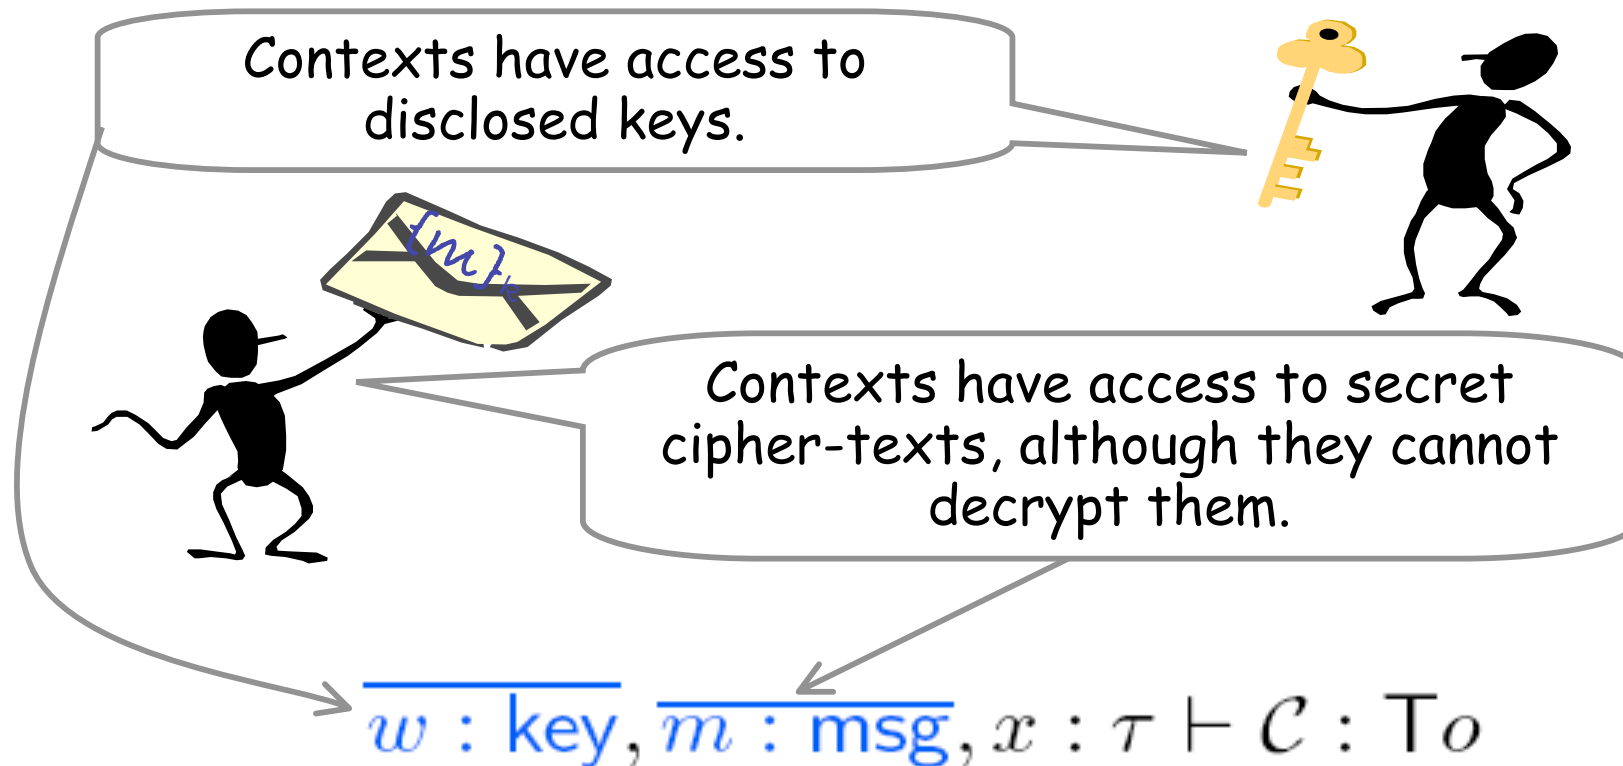 Contexts have access to
disclosed keys.
{m}k
Contexts have access to secret
cipher-texts, although they cannot
decrypt them.
w : key, m : msg, x : τ ⊢ C : To